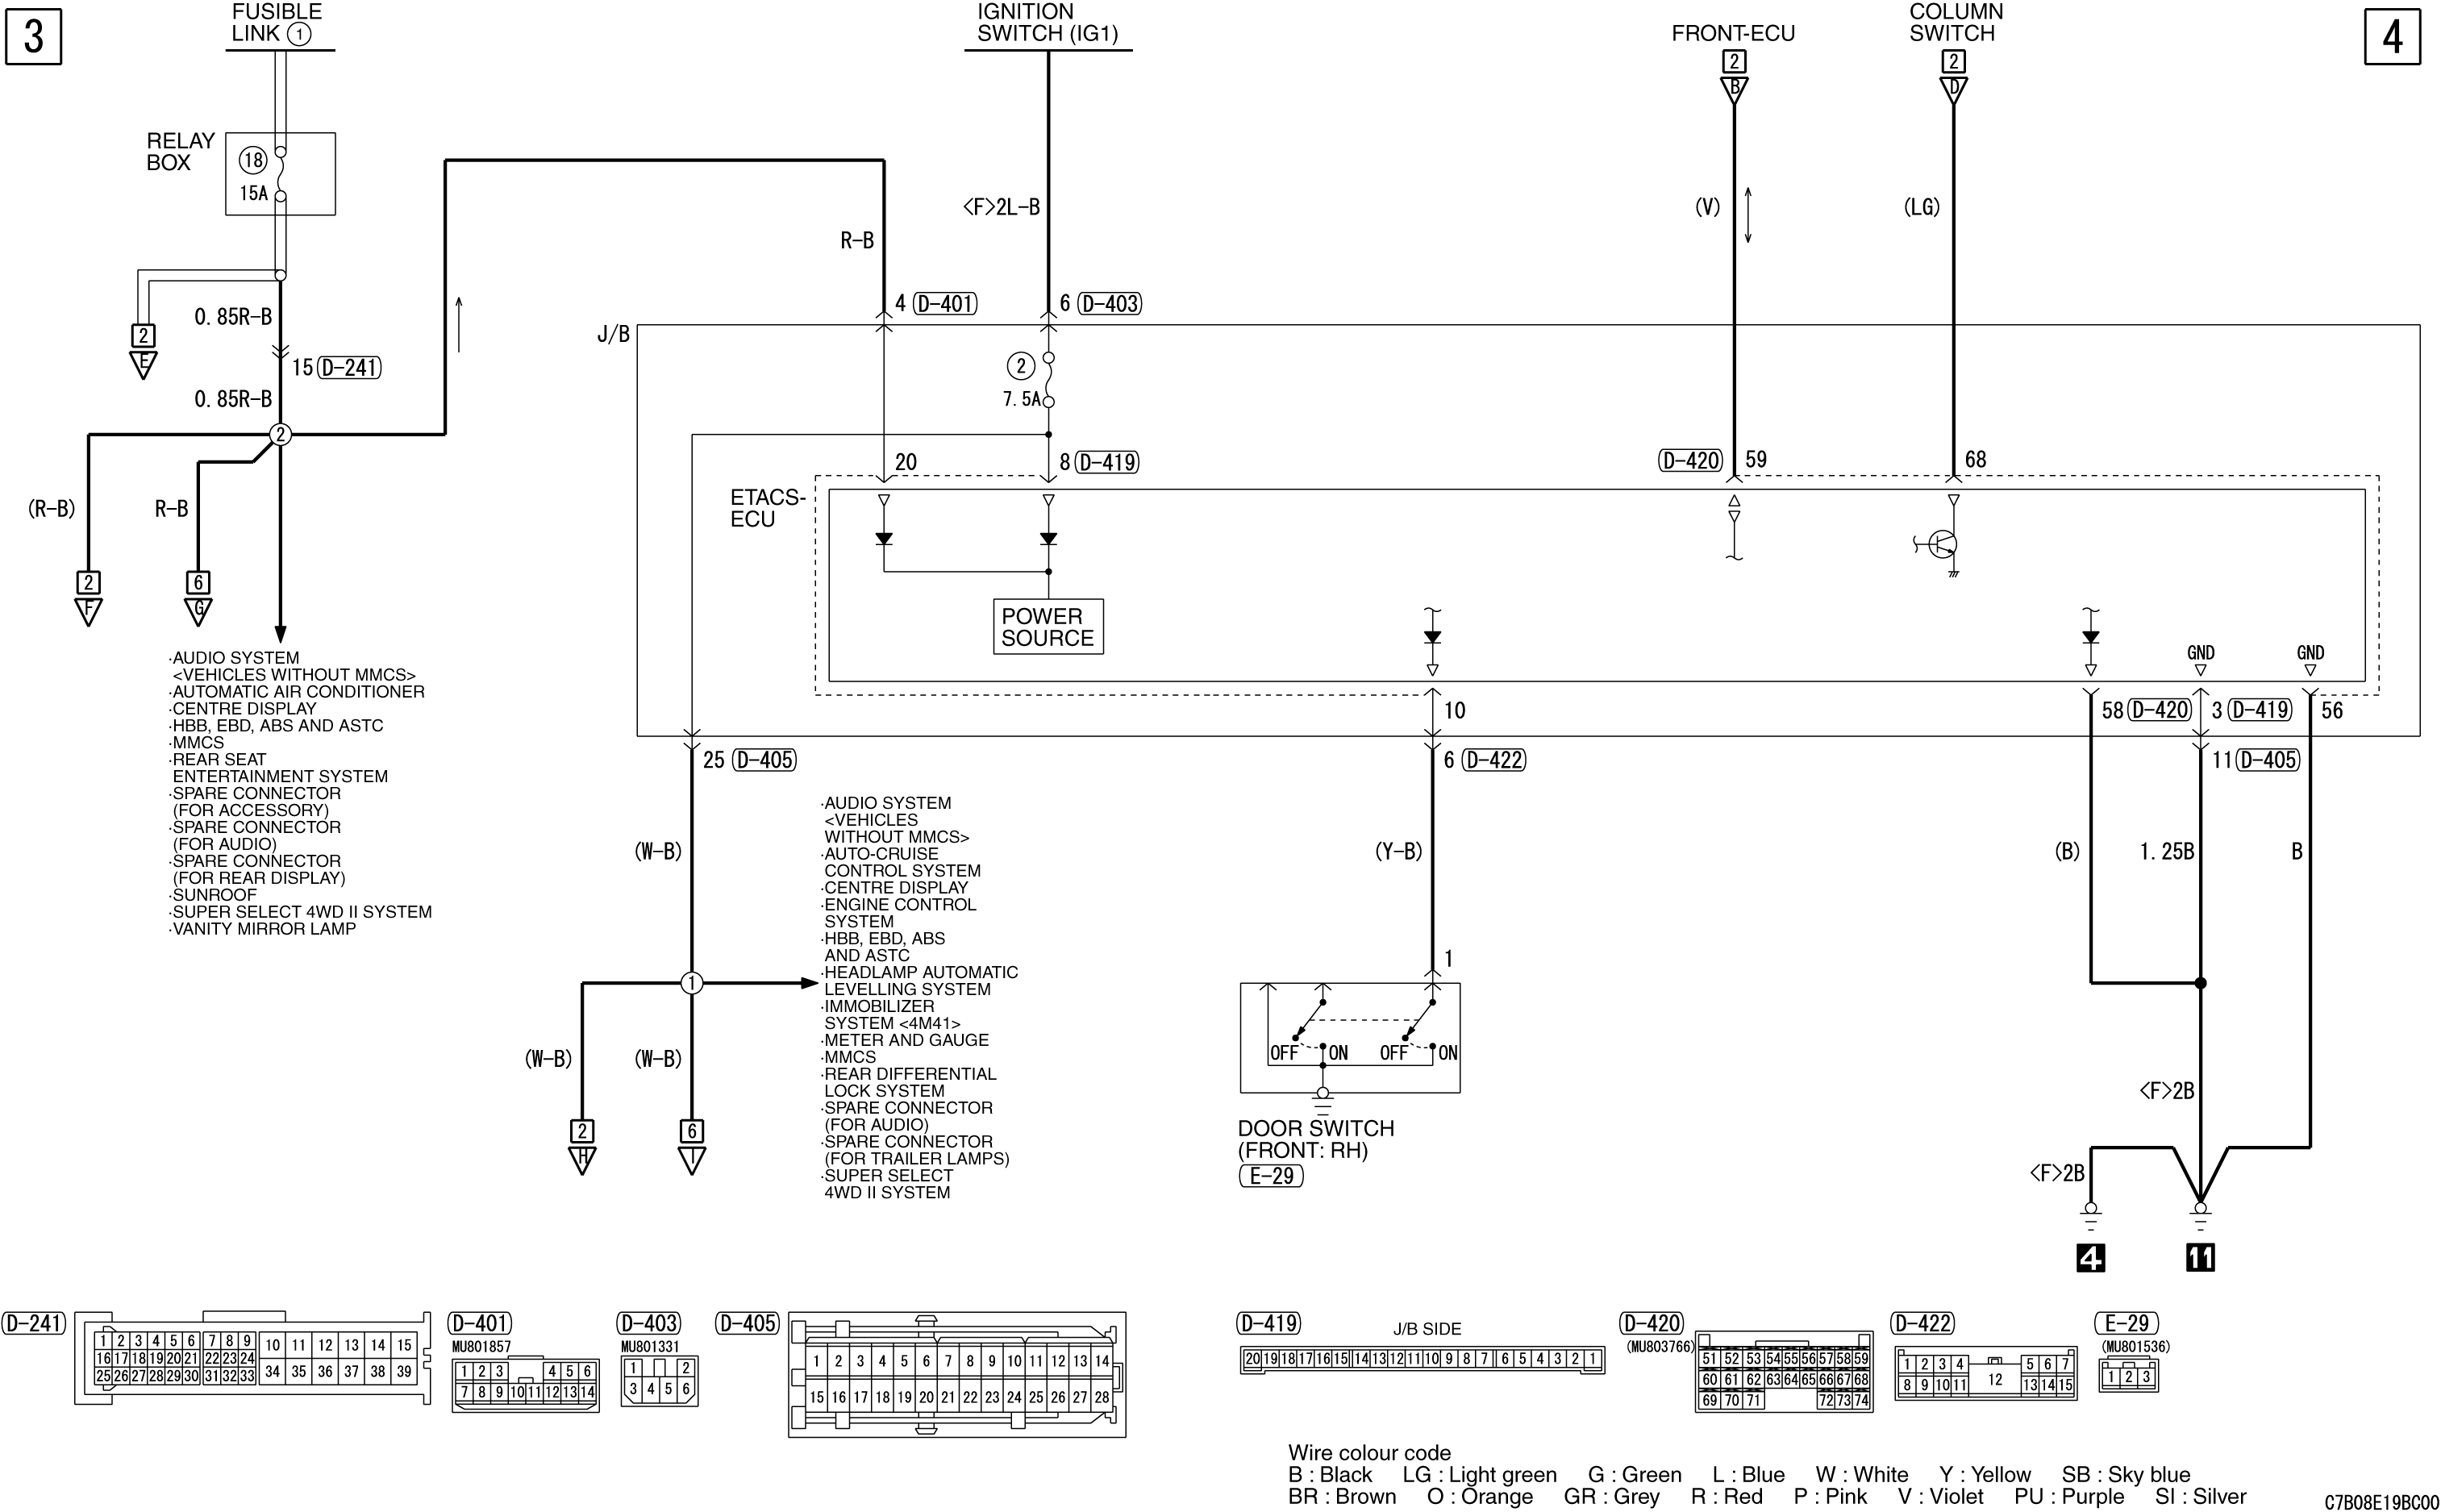 3
FUSIBLE
LINK 1
IGNITION
SWITCH (IG1)
FRONT-ECU
2
B
COLUMN
SWITCH
2
D
4
RELAY
BOX
18
15A
<F>2L-B
R-B
(V)
(LG)
0.85R-B
2
E
15 D-241
0.85R-B
2
4 D-401
6 D-403
J/B
2
7.5A
20
8 D-419
D-420 59
68
(R-B)
R-B
2
F
6
G
ETACS-
ECU
POWER
SOURCE
GND
GND
·AUDIO SYSTEM
<VEHICLES WITHOUT MMCS>
·AUTOMATIC AIR CONDITIONER
·CENTRE DISPLAY
·HBB, EBD, ABS AND ASTC
·MMCS
·REAR SEAT
ENTERTAINMENT SYSTEM
·SPARE CONNECTOR
(FOR ACCESSORY)
·SPARE CONNECTOR
(FOR AUDIO)
·SPARE CONNECTOR
(FOR REAR DISPLAY)
·SUNROOF
·SUPER SELECT 4WD II SYSTEM
·VANITY MIRROR LAMP
10
58 D-420
3 D-419
56
25 D-405
6 D-422
11 D-405
(W-B)
(Y-B)
(B)
1.25B
B
·AUDIO SYSTEM
<VEHICLES
WITHOUT MMCS>
·AUTO-CRUISE
CONTROL SYSTEM
·CENTRE DISPLAY
·ENGINE CONTROL
SYSTEM
·HBB, EBD, ABS
AND ASTC
·HEADLAMP AUTOMATIC
LEVELLING SYSTEM
·IMMOBILIZER
SYSTEM <4M41>
·METER AND GAUGE
·MMCS
·REAR DIFFERENTIAL
LOCK SYSTEM
·SPARE CONNECTOR
(FOR AUDIO)
·SPARE CONNECTOR
(FOR TRAILER LAMPS)
·SUPER SELECT
4WD II SYSTEM
1
(W-B)
(W-B)
2
H
6
I
1
OFF ON OFF ON
DOOR SWITCH
(FRONT: RH)
E-29
<F>2B
<F>2B
4
11
D-241
1 2 3 4 5 6 7 8 9 10 11 12 13 14 15
16 17 18 19 20 21 22 23 24
25 26 27 28 29 30 31 32 33 34 35 36 37 38 39
D-401
MU801857
1 2 3 4 5 6
7 8 9 10 11 12 13 14
D-403
MU801331
1 2
3 4 5 6
D-405
1 2 3 4 5 6 7 8 9 10 11 12 13 14
15 16 17 18 19 20 21 22 23 24 25 26 27 28
D-419
J/B SIDE
20 19 18 17 16 15 14 13 12 11 10 9 8 7 6 5 4 3 2 1
D-420
(MU803766)
51 52 53 54 55 56 57 58 59
60 61 62 63 64 65 66 67 68
69 70 71 72 73 74
D-422
1 2 3 4 5 6 7
8 9 10 11 12 13 14 15
E-29
(MU801536)
1 2 3
Wire colour code
B : Black LG : Light green G : Green L : Blue W : White Y : Yellow SB : Sky blue
BR : Brown O : Orange GR : Grey R : Red P : Pink V : Violet PU : Purple SI : Silver
C7B08E19BC00